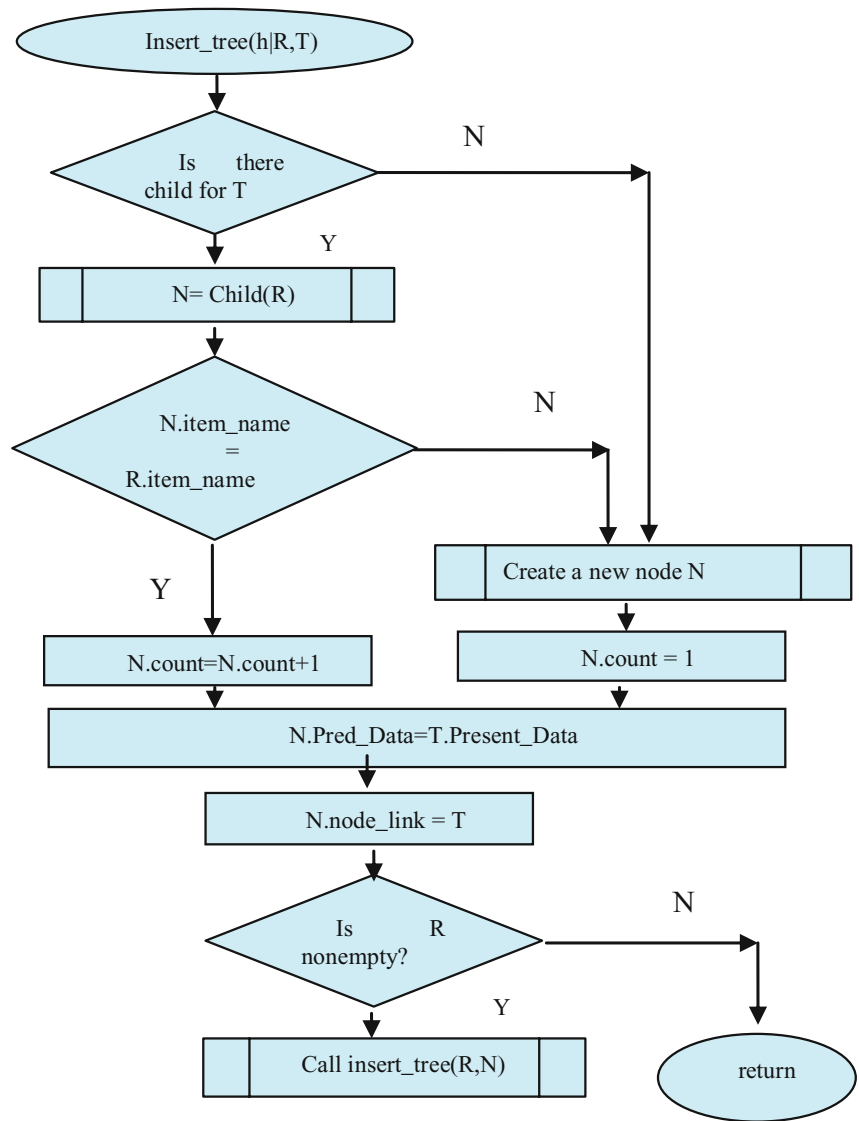 Insert_tree(h|R,T)
N
Is there
child for T
Y
N= Child(R)
N
N.item_name
=
R.item_name
Create a new node N
Y
N.count=N.count+1
N.count = 1
N.Pred_Data=T.Present_Data
N.node_link = T
N
Is R
nonempty?
Y
Call insert_tree(R,N)
return